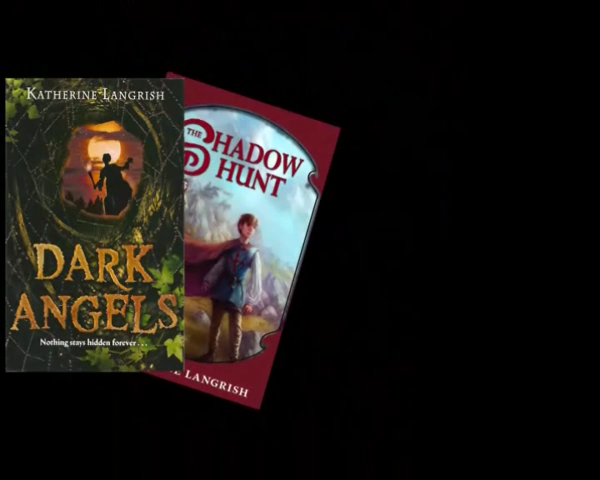 KATHERINE LANGRISH
DARK
ANGELS
Nothing stays hidden forever...
THE
SHADOW
HUNT
LANGRISH